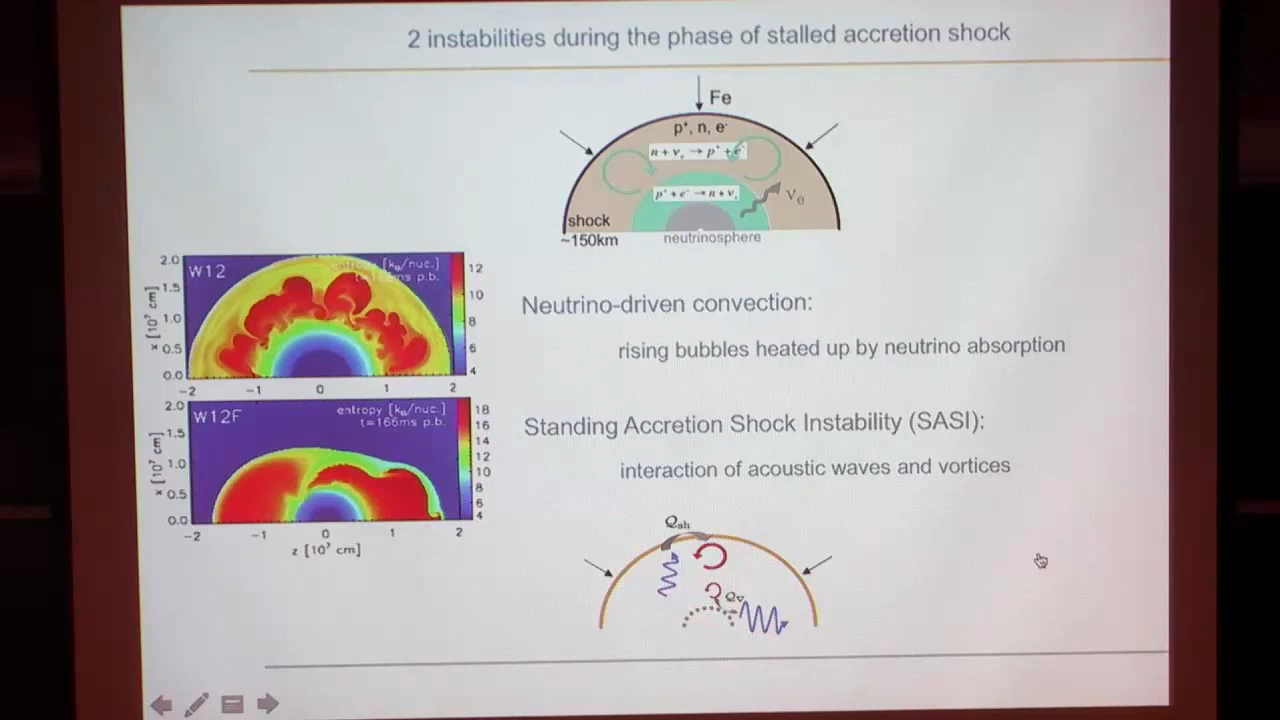 2 instabilities during the phase of stalled accretion shock
Fe
p⁺, n, e⁻
n + νₑ → p⁺ + e⁻
p⁺ + e⁻ → n + νₑ
νₑ
shock
~150km
neutrinosphere
W12
entropy [k_B/nuc.]
ms p.b.
2.0
1.5
1.0
0.5
0.0
x [10⁷ cm]
12
10
8
6
4
−2 −1 0 1 2
Neutrino-driven convection:
rising bubbles heated up by neutrino absorption
W12F
entropy [k_B/nuc.]
t=166ms p.b.
2.0
1.5
1.0
0.5
0.0
x [10⁷ cm]
18
16
14
12
10
8
6
4
−2 −1 0 1 2
z [10⁷ cm]
Standing Accretion Shock Instability (SASI):
interaction of acoustic waves and vortices
Q_sh
Q_∇